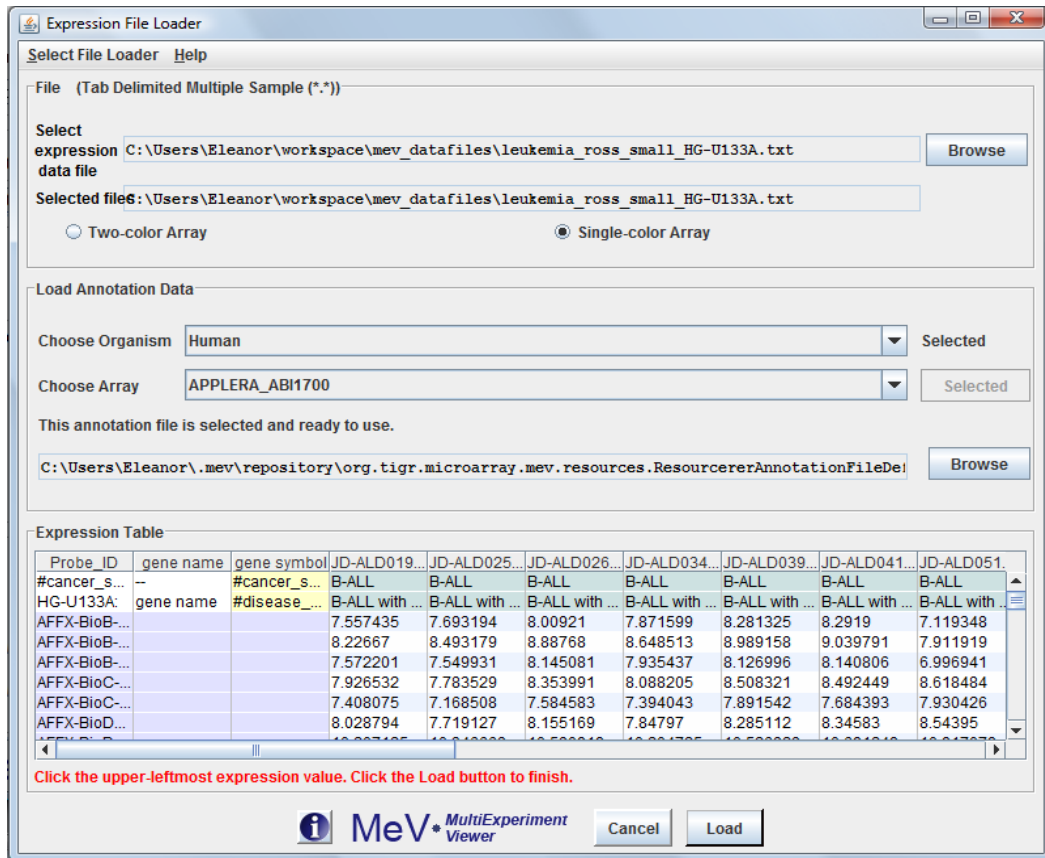 Expression File Loader
Select File Loader Help
File (Tab Delimited Multiple Sample (*.*))
Select expression data file
C:\Users\Eleanor\workspace\mev_datafiles\leukemia_ross_small_HG-U133A.txt Browse
Selected files C:\Users\Eleanor\workspace\mev_datafiles\leukemia_ross_small_HG-U133A.txt
Two-color Array Single-color Array
Load Annotation Data
Choose Organism Human Selected
Choose Array APPLERA_ABI1700 Selected
This annotation file is selected and ready to use.
C:\Users\Eleanor\.mev\repository\org.tigr.microarray.mev.resources.ResourcererAnnotationFileDef Browse
Expression Table
Probe_ID gene name gene symbol JD-ALD019... JD-ALD025... JD-ALD026... JD-ALD034... JD-ALD039... JD-ALD041... JD-ALD051.
#cancer_s... -- #cancer_s... B-ALL B-ALL B-ALL B-ALL B-ALL B-ALL B-ALL
HG-U133A: gene name #disease_... B-ALL with ... B-ALL with ... B-ALL with ... B-ALL with ... B-ALL with ... B-ALL with ... B-ALL with ..
AFFX-BioB-... 7.557435 7.693194 8.00921 7.871599 8.281325 8.2919 7.119348
AFFX-BioB-... 8.22667 8.493179 8.88768 8.648513 8.989158 9.039791 7.911919
AFFX-BioB-... 7.572201 7.549931 8.145081 7.935437 8.126996 8.140806 6.996941
AFFX-BioC-... 7.926532 7.783529 8.353991 8.088205 8.508321 8.492449 8.618484
AFFX-BioC-... 7.408075 7.168508 7.584583 7.394043 7.891542 7.684393 7.930426
AFFX-BioD... 8.028794 7.719127 8.155169 7.84797 8.285112 8.34583 8.54395
Click the upper-leftmost expression value. Click the Load button to finish.
MeV MultiExperiment Viewer Cancel Load